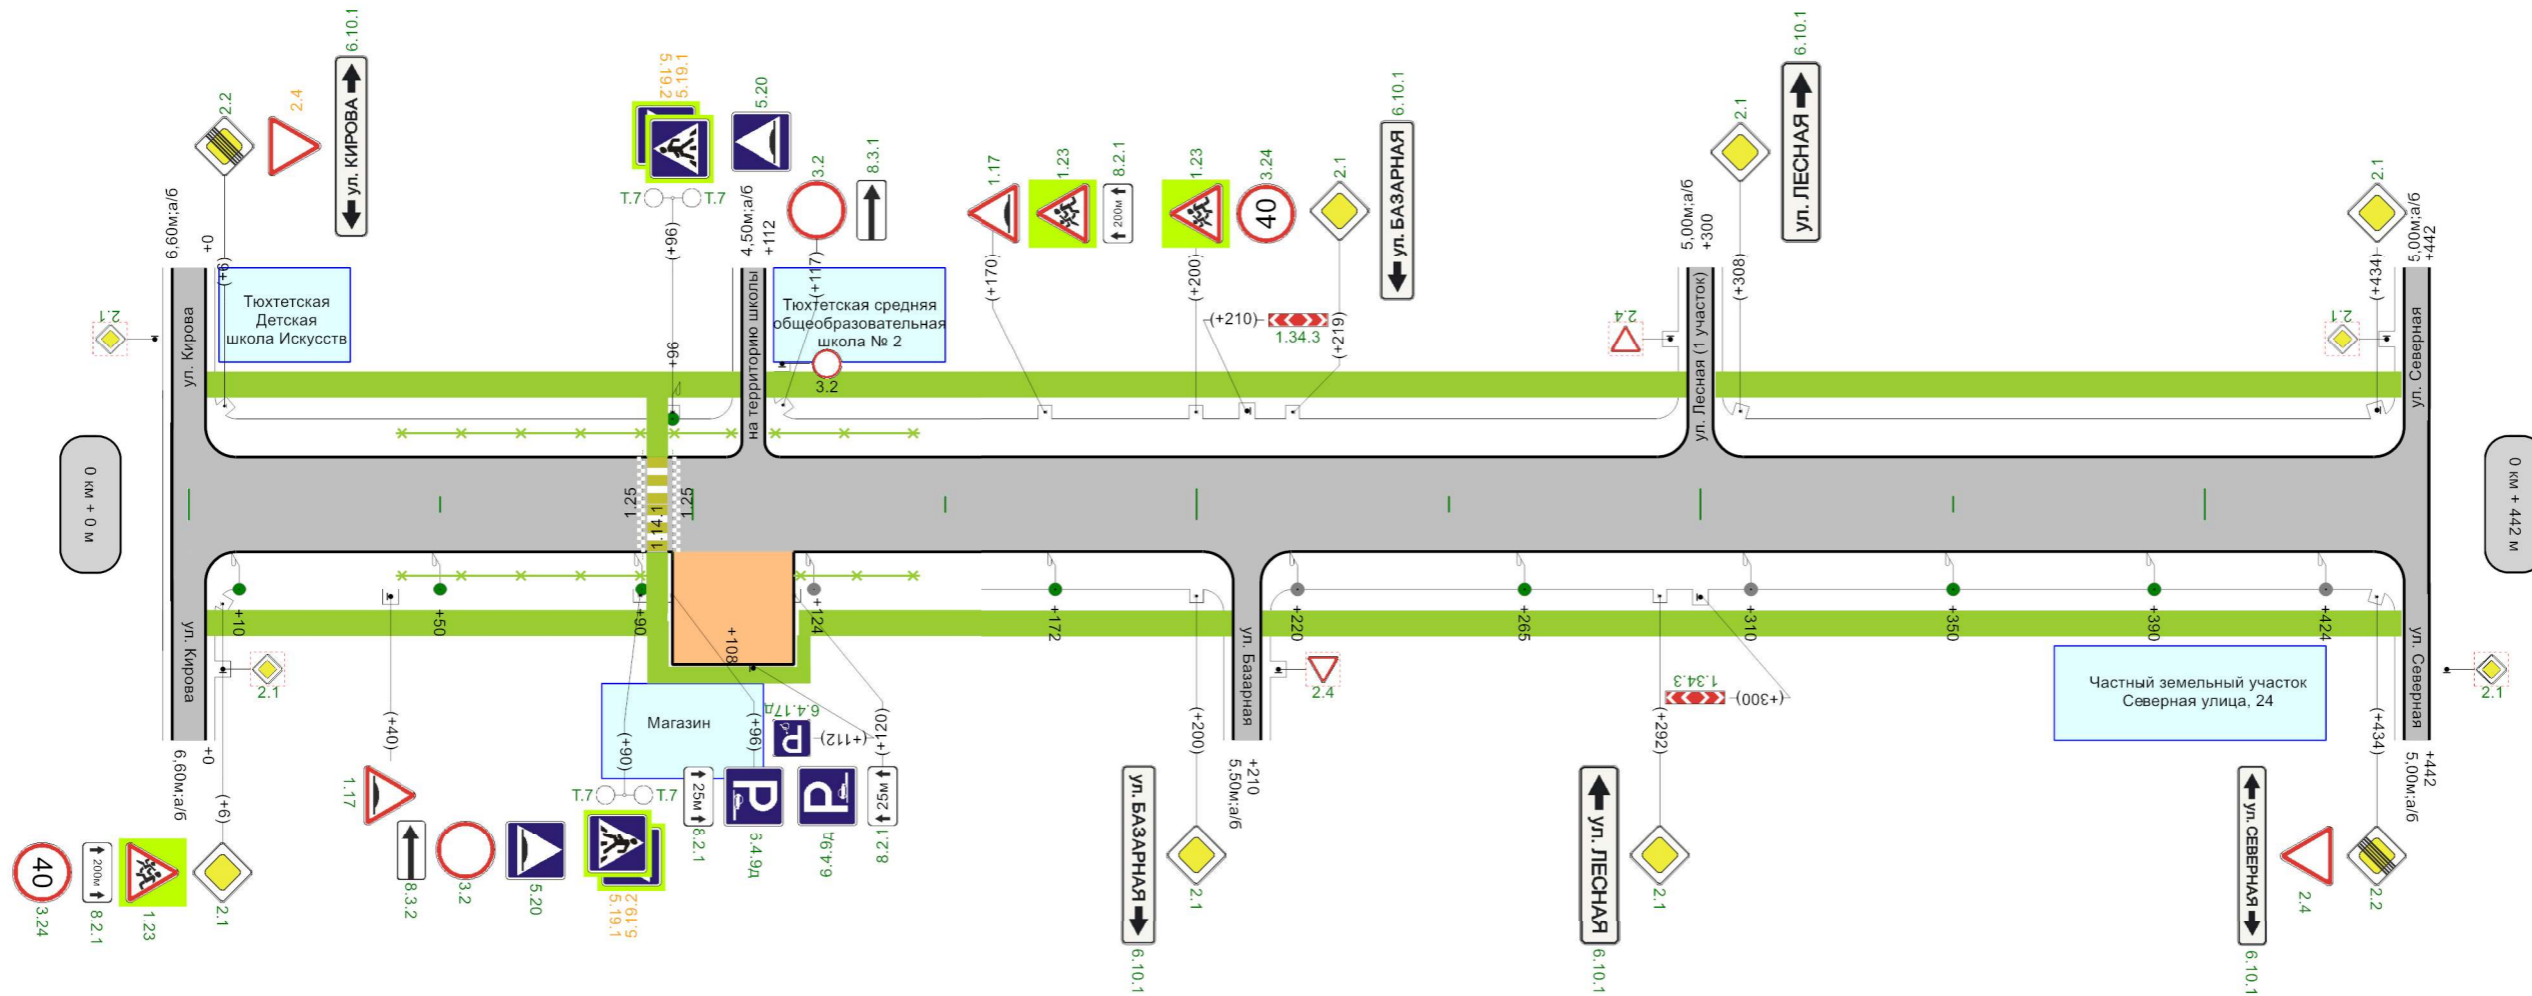 6.10.1
2.2
2.4
ул. КИРОВА
6,60м;а/б
+0
(+6)
2.1
ул. Кирова
Тюхтетская
Детская
школа Искусств
5.19.2
5.19.1
5.20
Т.7
Т.7
(+96)
+96
4,50м;а/б
+112
на территорию школы
3.2
8.3.1
(+117)
Тюхтетская средняя
общеобразовательная
школа № 2
3.2
1.17
1.23
8.2.1
200м
(+170)
1.23
3.24
40
2.1
6.10.1
ул. БАЗАРНАЯ
(+200)
(+210)
1.34.3
(+219)
5,00м;а/б
+300
ул. Лесная (1 участок)
2.4
2.1
6.10.1
ул. ЛЕСНАЯ
(+308)
2.1
5,00м;а/б
+442
(+434)
2.1
ул. Северная
0 км + 0 м
1.25
1.14.1
1.25
0 км + 442 м
+10
+50
+90
+108
+124
+172
+220
+265
+310
+350
+390
+424
ул. Кирова
2.1
+0
6,60м;а/б
(+6)
(+40)
Магазин
(+90)
(+96)
6.4.17д
(+112)
(+120)
ул. Базарная
+210
5,50м;а/б
2.4
(+200)
(+292)
1.34.3
(+300)
Частный земельный участок
Северная улица, 24
(+434)
ул. Северная
+442
5,00м;а/б
2.1
40
3.24
200м
8.2.1
1.23
2.1
1.17
8.3.2
3.2
5.20
Т.7
Т.7
5.19.1
5.19.2
25м
8.2.1
P
6.4.9д
P
6.4.9д
25м
8.2.1
ул. БАЗАРНАЯ
6.10.1
2.1
ул. ЛЕСНАЯ
6.10.1
2.1
ул. СЕВЕРНАЯ
6.10.1
2.4
2.2